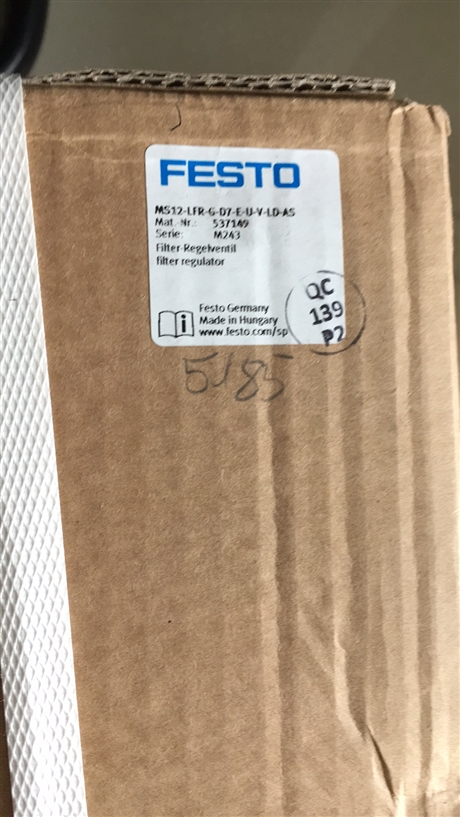 FESTO
MS12-LFR-G-D7-E-U-V-LD-AS
Mat.-Nr.: 537149
Serie: M243
Filter-Regelventil
filter regulator
Festo Germany
Made in Hungary
www.festo.com/sp
QC
139
P2
5185